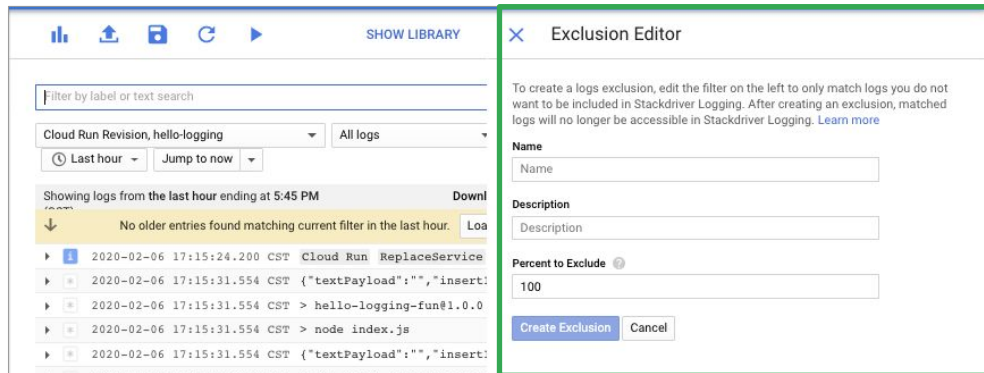 SHOW LIBRARY
Filter by label or text search
Cloud Run Revision, hello-logging
All logs
Last hour
Jump to now
Showing logs from the last hour ending at 5:45 PM
Downl
No older entries found matching current filter in the last hour.
Loa
2020-02-06 17:15:24.200 CST Cloud Run ReplaceService
2020-02-06 17:15:31.554 CST {"textPayload":"","insert
2020-02-06 17:15:31.554 CST > hello-logging-fun@1.0.0
2020-02-06 17:15:31.554 CST > node index.js
2020-02-06 17:15:31.554 CST {"textPayload":"","insert
Exclusion Editor
To create a logs exclusion, edit the filter on the left to only match logs you do not
want to be included in Stackdriver Logging. After creating an exclusion, matched
logs will no longer be accessible in Stackdriver Logging. Learn more
Name
Name
Description
Description
Percent to Exclude
100
Create Exclusion
Cancel